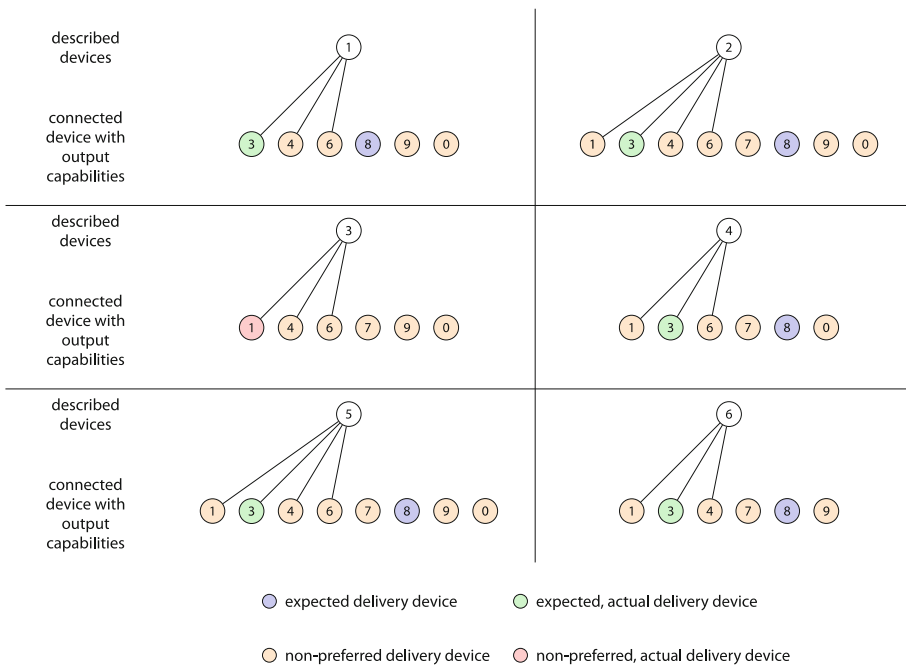 described
devices
1
2
connected
device with
output
capabilities
3 4 6 8 9 0
1 3 4 6 7 8 9 0
described
devices
3
4
connected
device with
output
capabilities
1 4 6 7 9 0
1 3 6 7 8 0
described
devices
5
6
connected
device with
output
capabilities
1 3 4 6 7 8 9 0
1 3 4 7 8 9
expected delivery device
expected, actual delivery device
non-preferred delivery device
non-preferred, actual delivery device